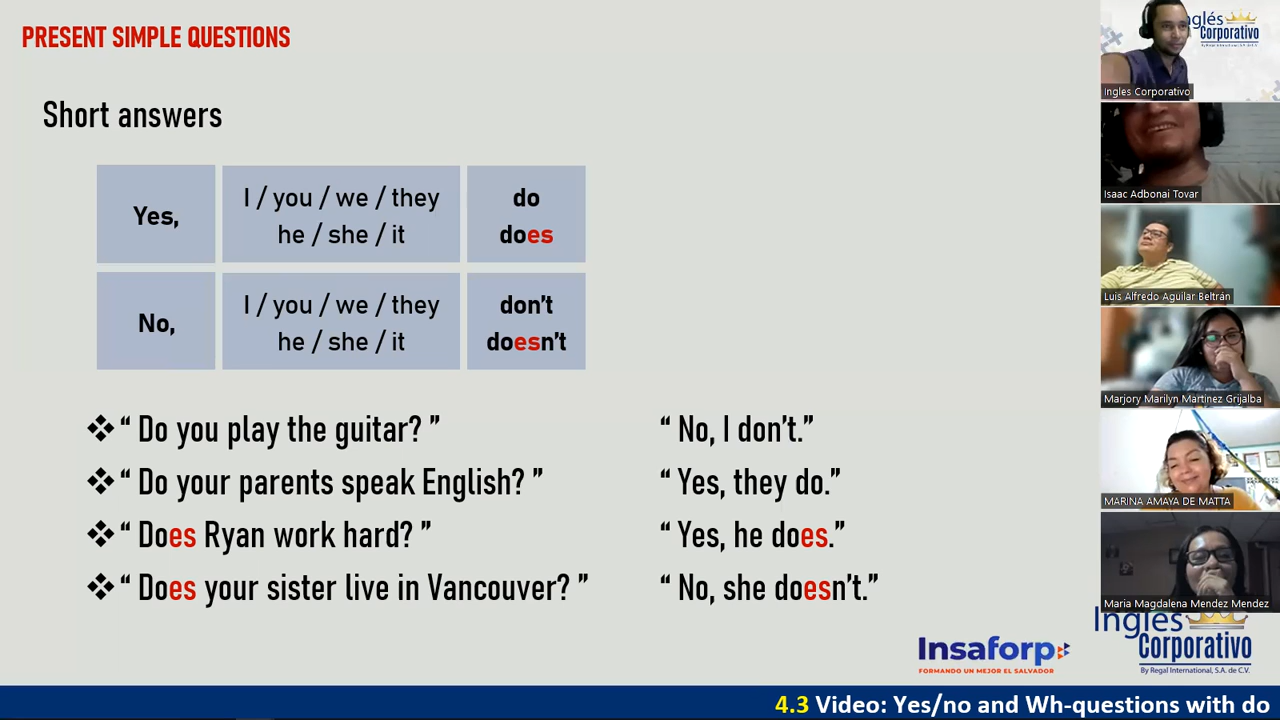 PRESENT SIMPLE QUESTIONS
Short answers
Yes,
I / you / we / they
he / she / it
do
does
No,
I / you / we / they
he / she / it
don't
doesn't
❖ “ Do you play the guitar? ” “ No, I don't.”
❖ “ Do your parents speak English? ” “ Yes, they do.”
❖ “ Does Ryan work hard? ” “ Yes, he does.”
❖ “ Does your sister live in Vancouver? ” “ No, she doesn't.”
Insaforp
FORMANDO UN MEJOR EL SALVADOR
Inglés
Corporativo
By Regal International, S.A. de C.V.
4.3 Video: Yes/no and Wh-questions with do
Corporativo
Ingles Corporativo
Isaac Adbonai Tovar
Luis Alfredo Aguilar Beltrán
Marjory Marilyn Martinez Grijalba
MARINA AMAYA DE MATTA
Maria Magdalena Mendez Mendez